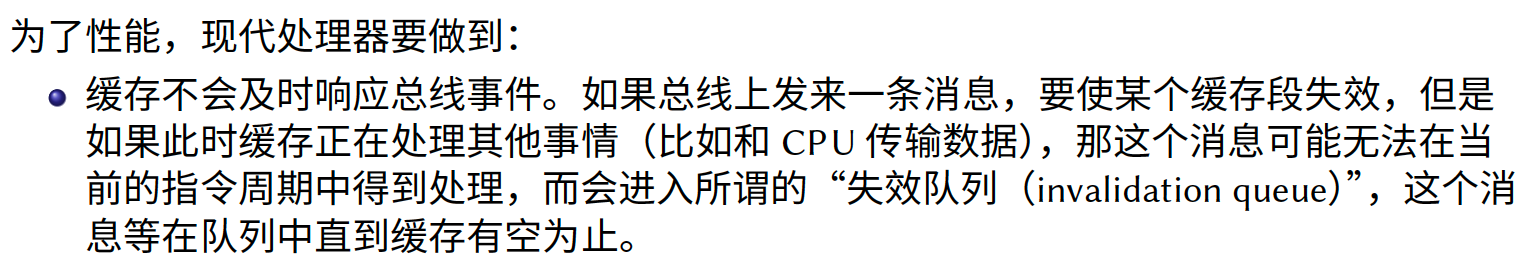 为了性能，现代处理器要做到：
缓存不会及时响应总线事件。如果总线上发来一条消息，要使某个缓存段失效，但是
如果此时缓存正在处理其他事情（比如和 CPU 传输数据），那这个消息可能无法在当
前的指令周期中得到处理，而会进入所谓的“失效队列（invalidation queue）”，这个消
息等在队列中直到缓存有空为止。